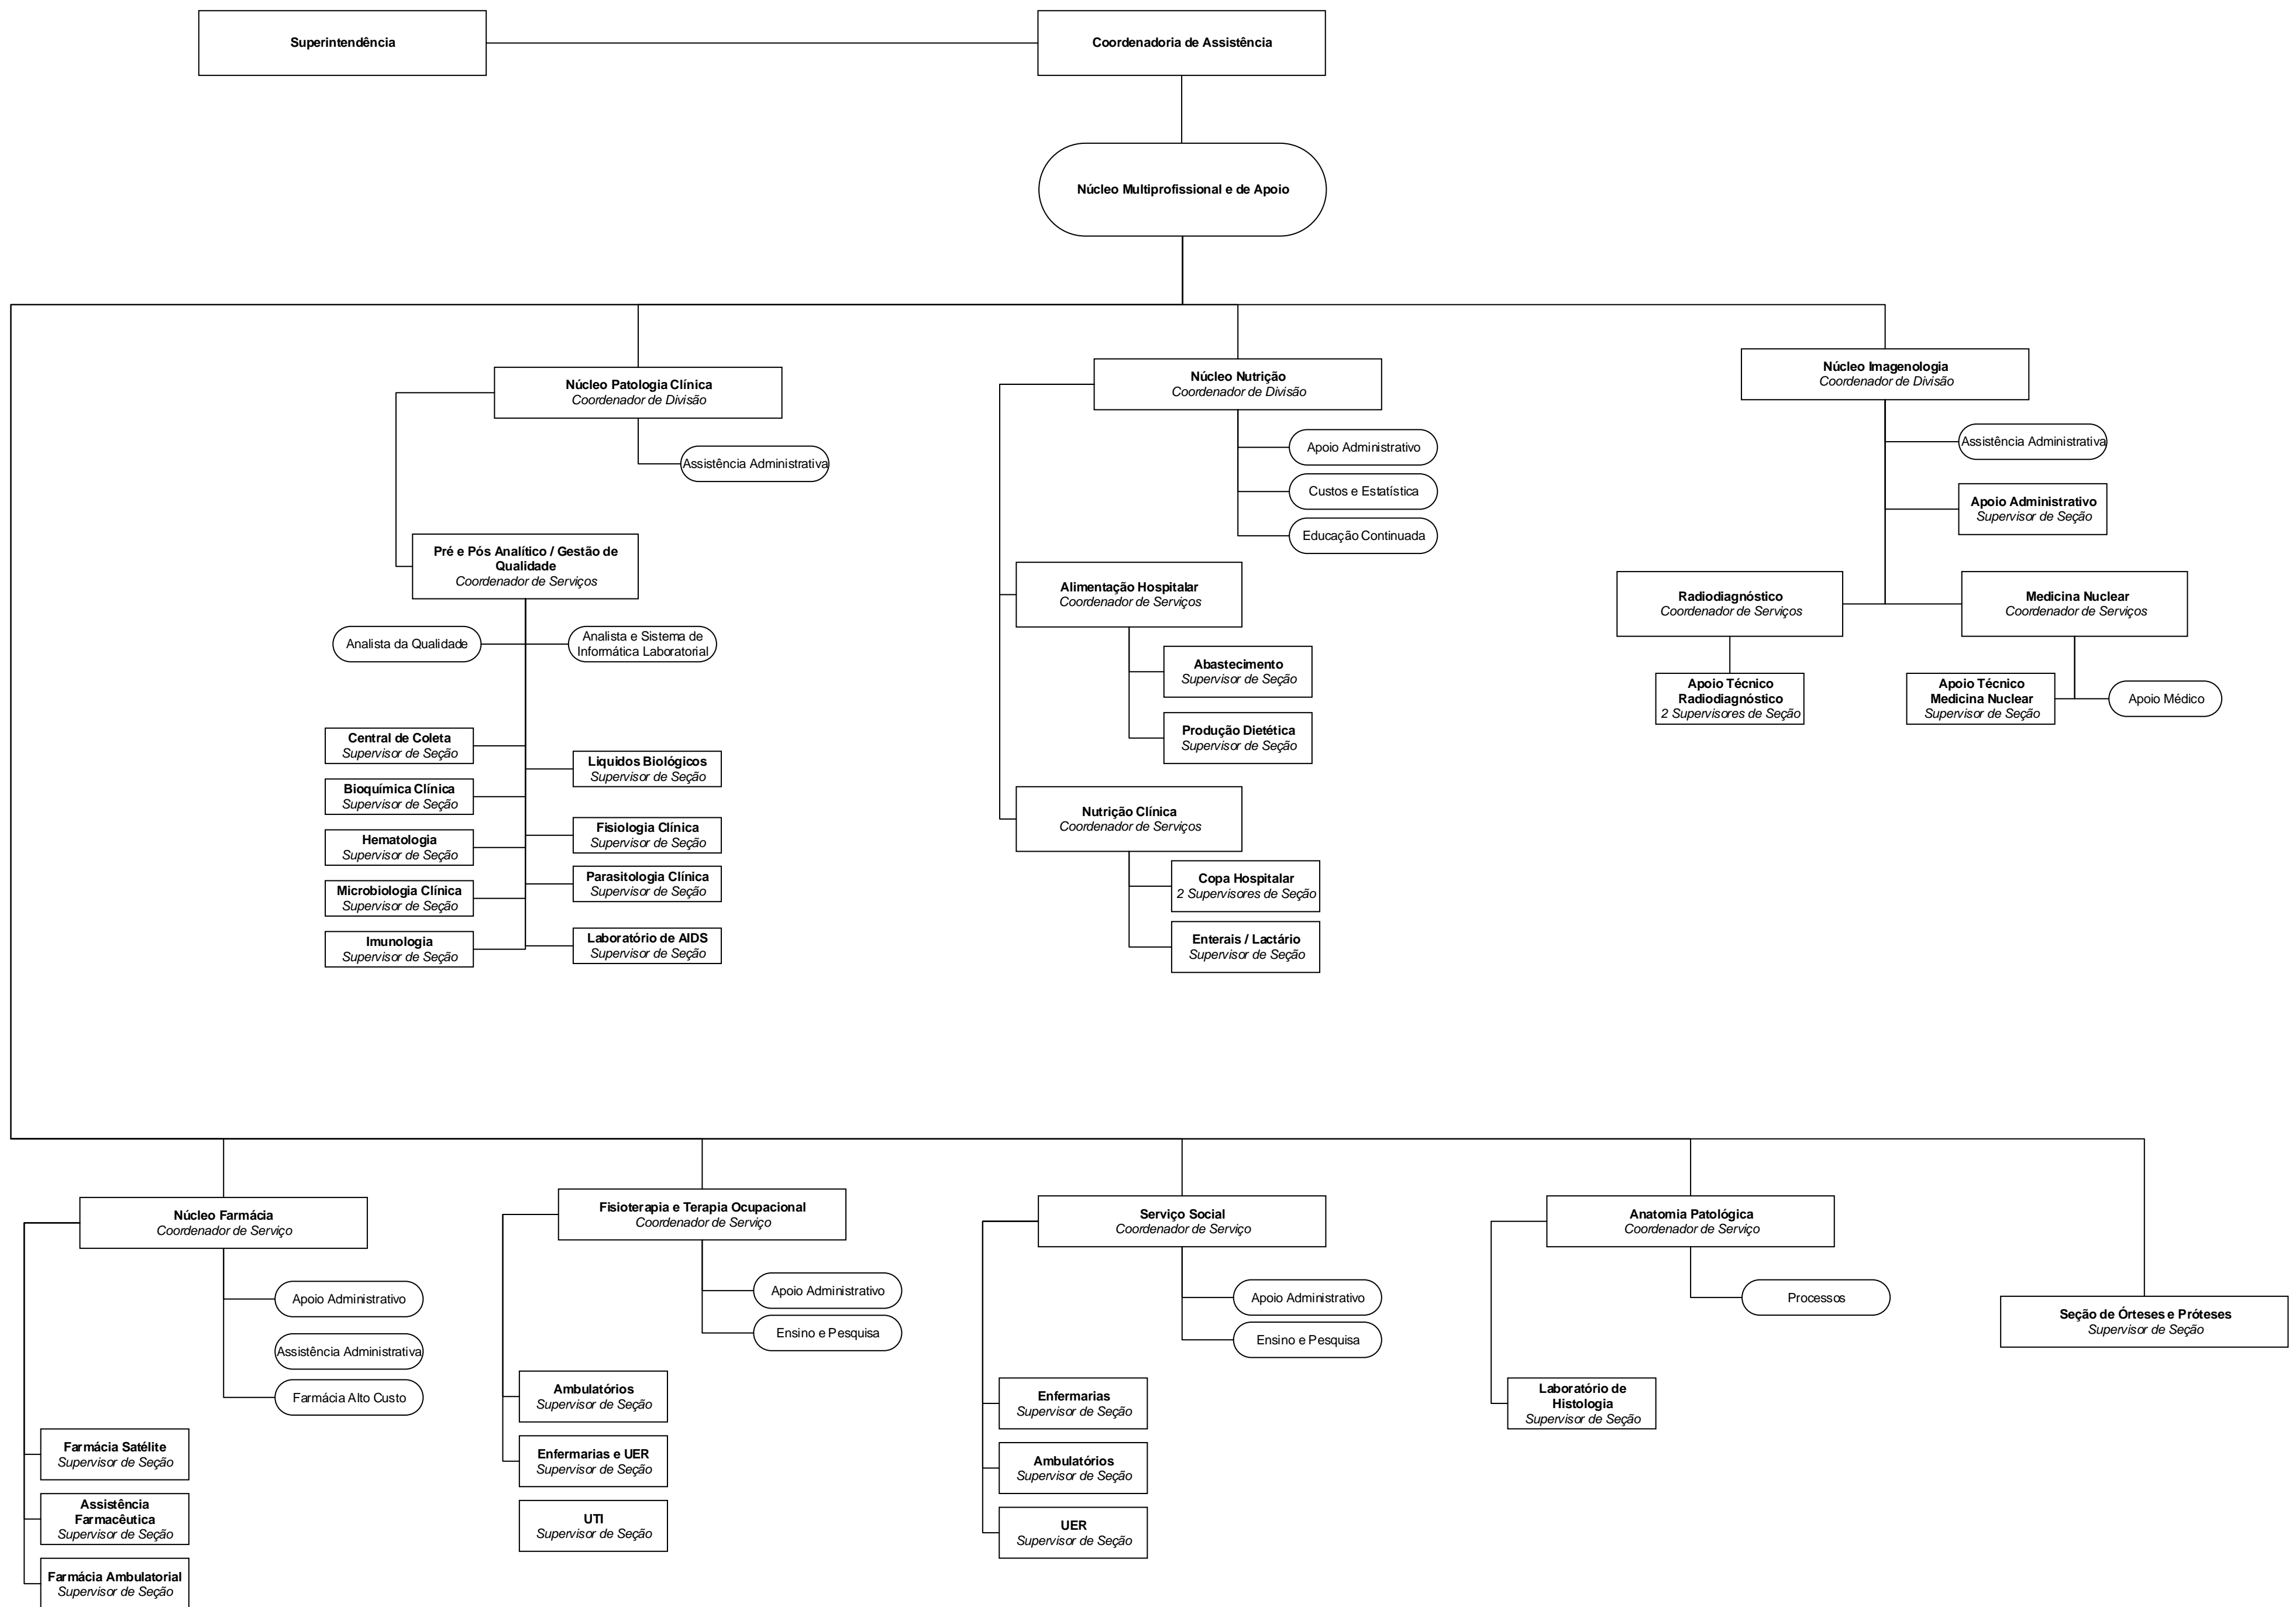 Superintendência
Coordenadoria de Assistência
Núcleo Multiprofissional e de Apoio
Núcleo Patologia Clínica
Coordenador de Divisão
Assistência Administrativa
Pré e Pós Analítico / Gestão de
Qualidade
Coordenador de Serviços
Analista da Qualidade
Analista e Sistema de
Informática Laboratorial
Central de Coleta
Supervisor de Seção
Bioquímica Clínica
Supervisor de Seção
Hematologia
Supervisor de Seção
Microbiologia Clínica
Supervisor de Seção
Imunologia
Supervisor de Seção
Liquidos Biológicos
Supervisor de Seção
Fisiologia Clínica
Supervisor de Seção
Parasitologia Clínica
Supervisor de Seção
Laboratório de AIDS
Supervisor de Seção
Núcleo Nutrição
Coordenador de Divisão
Apoio Administrativo
Custos e Estatística
Educação Continuada
Alimentação Hospitalar
Coordenador de Serviços
Abastecimento
Supervisor de Seção
Produção Dietética
Supervisor de Seção
Nutrição Clínica
Coordenador de Serviços
Copa Hospitalar
2 Supervisores de Seção
Enterais / Lactário
Supervisor de Seção
Núcleo Imagenologia
Coordenador de Divisão
Assistência Administrativa
Apoio Administrativo
Supervisor de Seção
Radiodiagnóstico
Coordenador de Serviços
Apoio Técnico
Radiodiagnóstico
2 Supervisores de Seção
Medicina Nuclear
Coordenador de Serviços
Apoio Técnico
Medicina Nuclear
Supervisor de Seção
Apoio Médico
Núcleo Farmácia
Coordenador de Serviço
Apoio Administrativo
Assistência Administrativa
Farmácia Alto Custo
Farmácia Satélite
Supervisor de Seção
Assistência
Farmacêutica
Supervisor de Seção
Farmácia Ambulatorial
Supervisor de Seção
Fisioterapia e Terapia Ocupacional
Coordenador de Serviço
Apoio Administrativo
Ensino e Pesquisa
Ambulatórios
Supervisor de Seção
Enfermarias e UER
Supervisor de Seção
UTI
Supervisor de Seção
Serviço Social
Coordenador de Serviço
Apoio Administrativo
Ensino e Pesquisa
Enfermarias
Supervisor de Seção
Ambulatórios
Supervisor de Seção
UER
Supervisor de Seção
Anatomia Patológica
Coordenador de Serviço
Processos
Laboratório de
Histologia
Supervisor de Seção
Seção de Órteses e Próteses
Supervisor de Seção